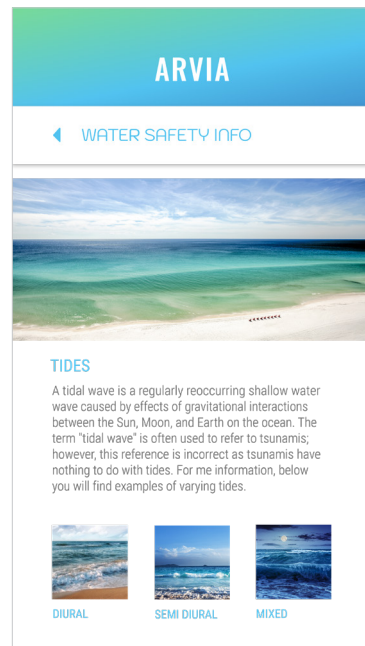 ARVIA
WATER SAFETY INFO
TIDES
A tidal wave is a regularly reoccurring shallow water
wave caused by effects of gravitational interactions
between the Sun, Moon, and Earth on the ocean. The
term "tidal wave" is often used to refer to tsunamis;
however, this reference is incorrect as tsunamis have
nothing to do with tides. For me information, below
you will find examples of varying tides.
DIURAL
SEMI DIURAL
MIXED